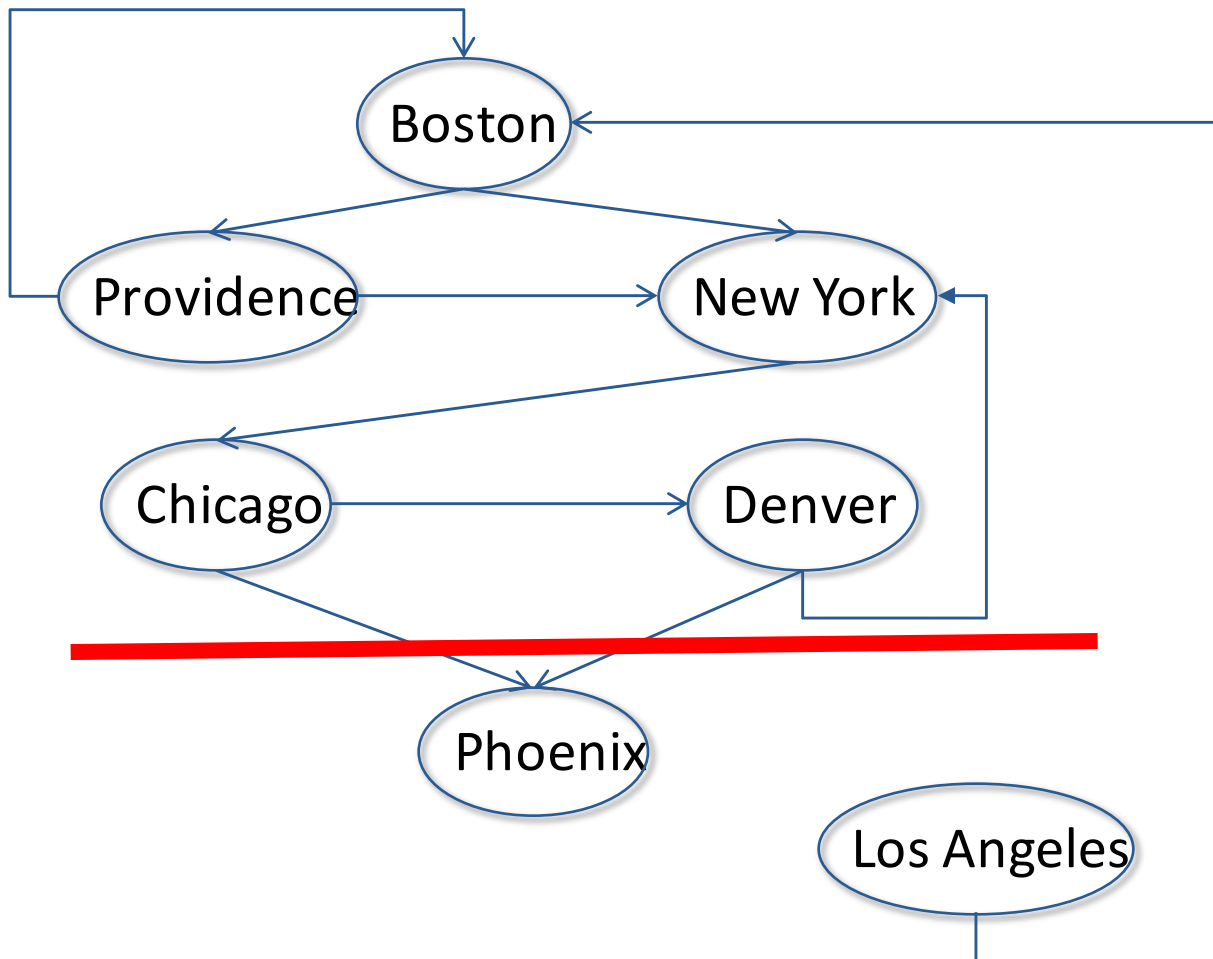 Boston
Providence
New York
Chicago
Denver
Phoenix
Los Angeles